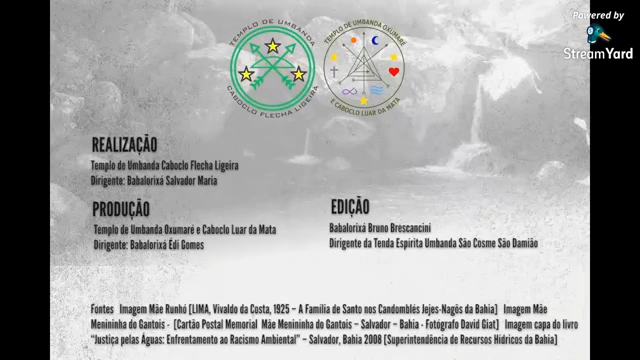 Powered by
StreamYard
TEMPLO DE UMBANDA
CABOCLO FLECHA LIGEIRA
TEMPLO DE UMBANDA OXUMARÉ
E CABOCLO LUAR DA MATA
REALIZAÇÃO
Templo de Umbanda Caboclo Flecha Ligeira
Dirigente: Babalorixá Salvador Maria
PRODUÇÃO
Templo de Umbanda Oxumaré e Caboclo Luar da Mata
Dirigente: Babalorixá Edi Gomes
EDIÇÃO
Babalorixá Bruno Brescancini
Dirigente da Tenda Espirita Umbanda São Cosme São Damião
Fontes Imagem Mãe Runhó [LIMA, Vivaldo da Costa, 1925 – A Família de Santo nos Candomblés Jejes-Nagôs da Bahia] Imagem Mãe
Menininha do Gantois - [Cartão Postal Memorial Mãe Menininha do Gantois – Salvador – Bahia - Fotógrafo David Glat] Imagem capa do livro
"Justiça pelas Águas: Enfrentamento ao Racismo Ambiental" – Salvador, Bahia 2008 [Superintendência de Recursos Hídricos da Bahia]